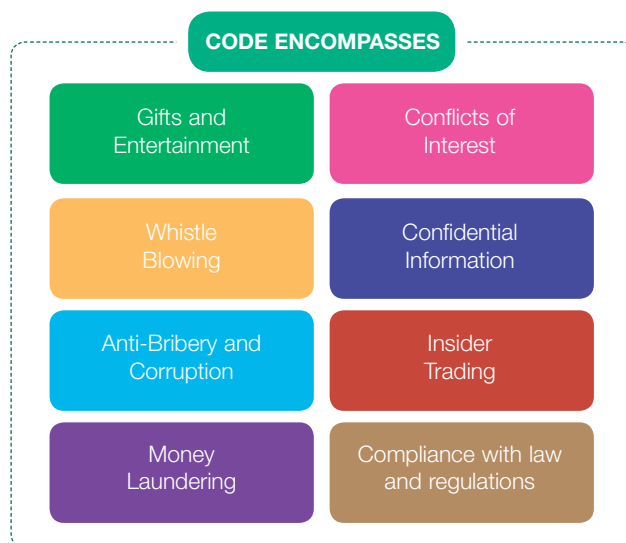 CODE ENCOMPASSES
Gifts and
Entertainment
Conflicts of
Interest
Whistle
Blowing
Confidential
Information
Anti-Bribery and
Corruption
Insider
Trading
Money
Laundering
Compliance with law
and regulations